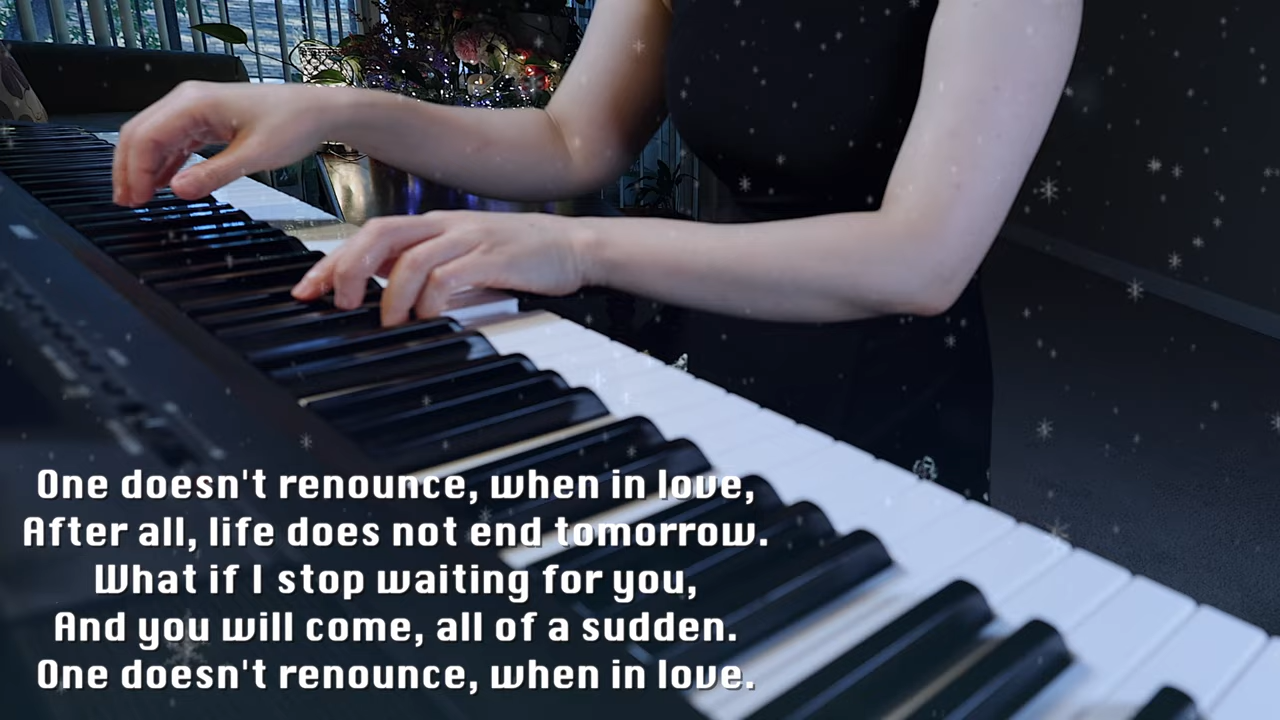 One doesn't renounce, when in love,
After all, life does not end tomorrow.
What if I stop waiting for you,
And you will come, all of a sudden.
One doesn't renounce, when in love.